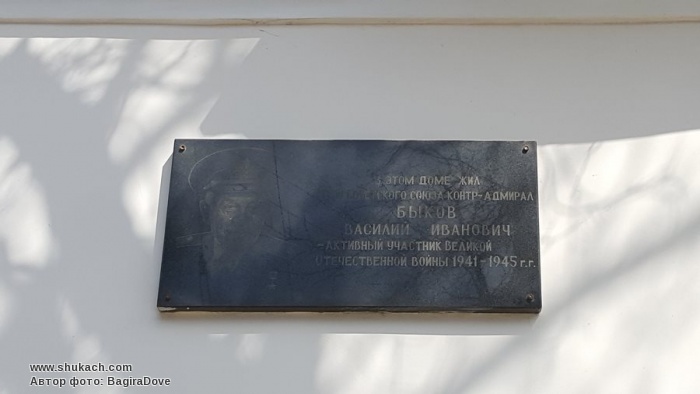 ЭТОМ ДОМЕ ЖИЛ
СОЮЗА КОНТР-АДМИРАЛ
БЫКОВ
ВАСИЛИЙ ИВАНОВИЧ
-АКТИВНЫЙ УЧАСТНИК ВЕЛИКОЙ
ОТЕЧЕСТВЕННОЙ ВОЙНЫ 1941-1945 г.г.
www.shukach.com
Автор фото: BagiraDove